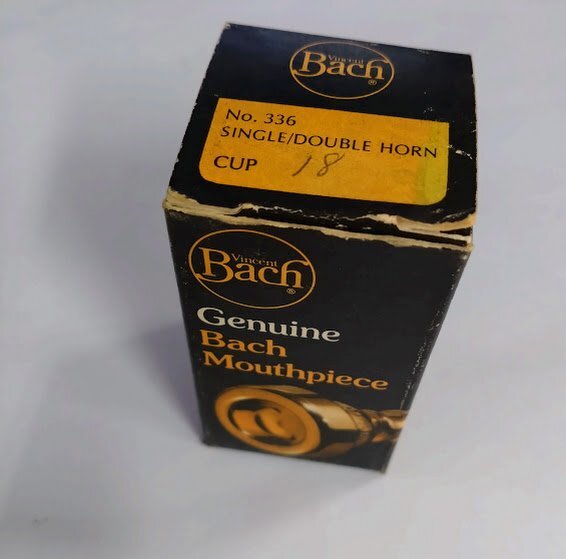 Vincent
Bach®
No. 336
SINGLE/DOUBLE HORN
CUP 18
Vincent
Bach®
Genuine
Bach
Mouthpiece